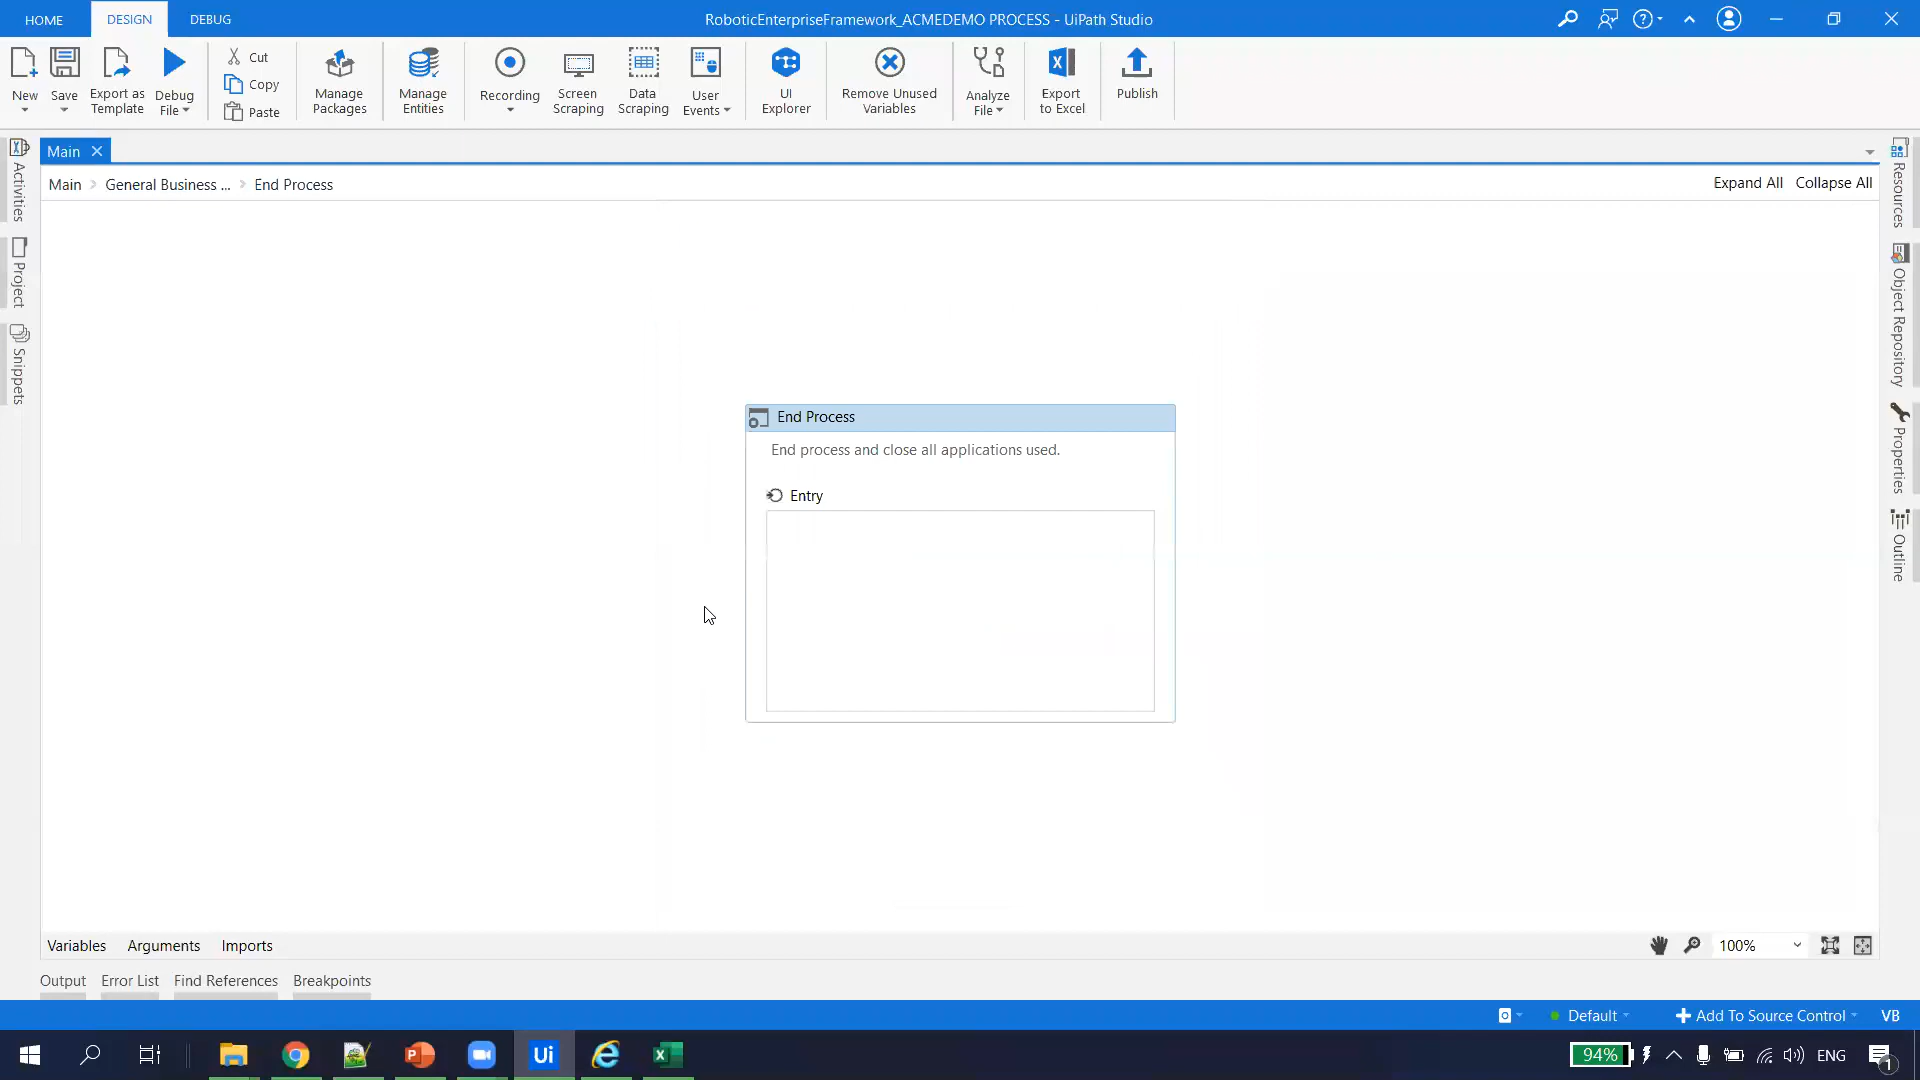 HOME DESIGN DEBUG RoboticEnterpriseFramework_ACMEDEMO PROCESS - UiPath Studio
New
Save
Export as
Template
Debug
File
Cut
Copy
Paste
Manage
Packages
Manage
Entities
Recording
Screen
Scraping
Data
Scraping
User
Events
UI
Explorer
Remove Unused
Variables
Analyze
File
Export
to Excel
Publish
Main
Main General Business ... End Process
Expand All Collapse All
Activities
Project
Snippets
Resources
Object Repository
Properties
Outline
End Process
End process and close all applications used.
Entry
Variables Arguments Imports
100%
Output Error List Find References Breakpoints
Default Add To Source Control VB
Ui
94% ENG
1